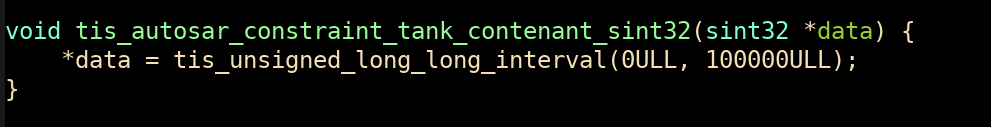 void tis_autosar_constraint_tank_contenant_sint32(sint32 *data) {
    *data = tis_unsigned_long_long_interval(0ULL, 100000ULL);
}